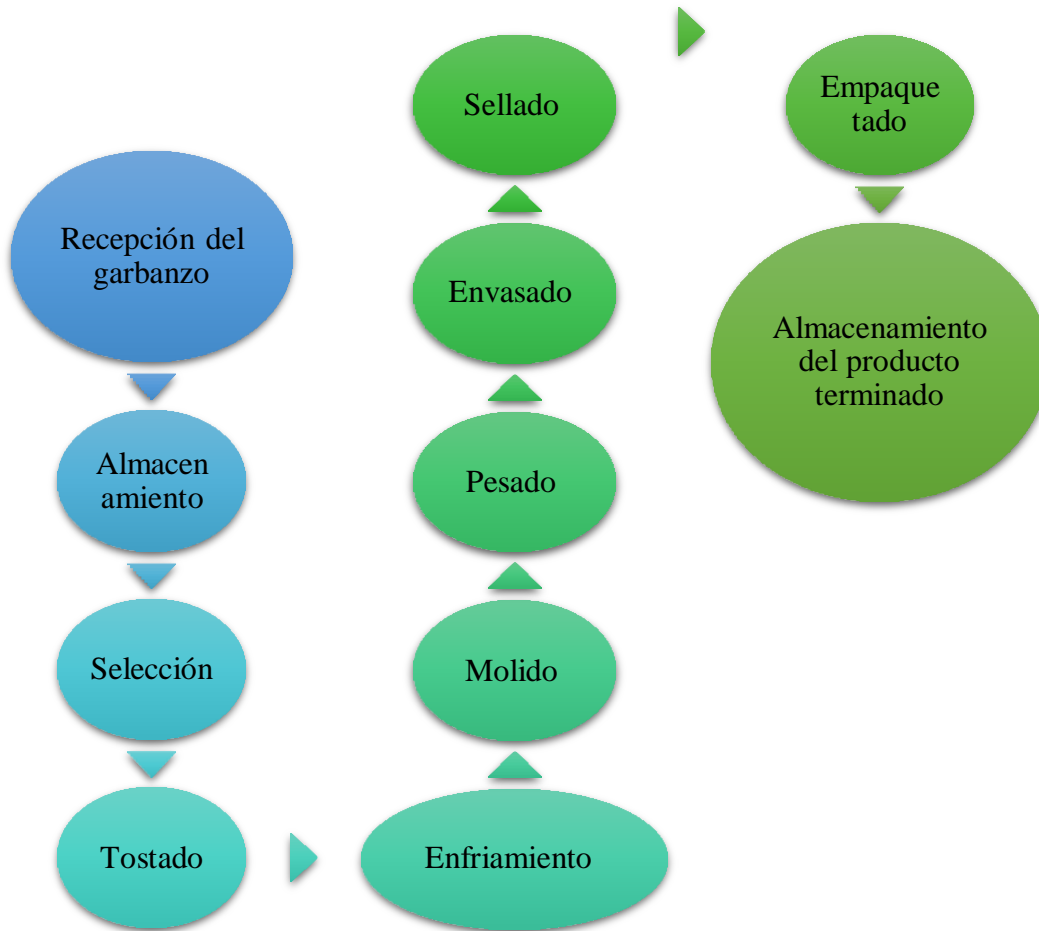 Recepción del
garbanzo
Almacen
amiento
Selección
Tostado
Enfriamiento
Molido
Pesado
Envasado
Sellado
Empaque
tado
Almacenamiento
del producto
terminado